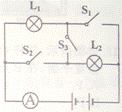 L₁ S₁
S₃
S₂ L₂
A